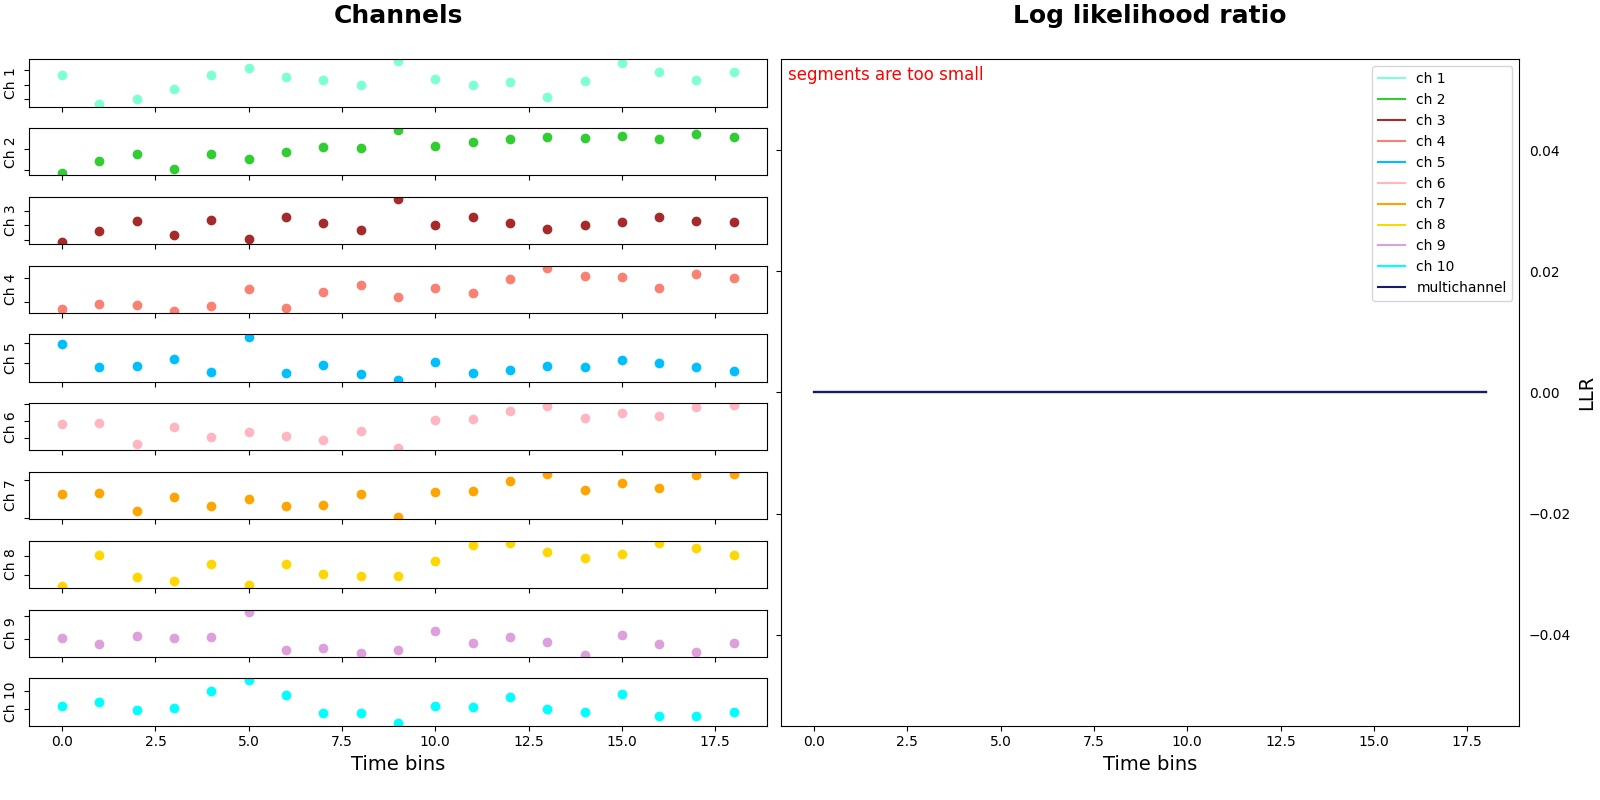 Channels
Log likelihood ratio
Ch 1
Ch 2
Ch 3
Ch 4
Ch 5
Ch 6
Ch 7
Ch 8
Ch 9
Ch 10
0.0 2.5 5.0 7.5 10.0 12.5 15.0 17.5
Time bins
segments are too small
ch 1
ch 2
ch 3
ch 4
ch 5
ch 6
ch 7
ch 8
ch 9
ch 10
multichannel
0.04
0.02
0.00
−0.02
−0.04
LLR
0.0 2.5 5.0 7.5 10.0 12.5 15.0 17.5
Time bins